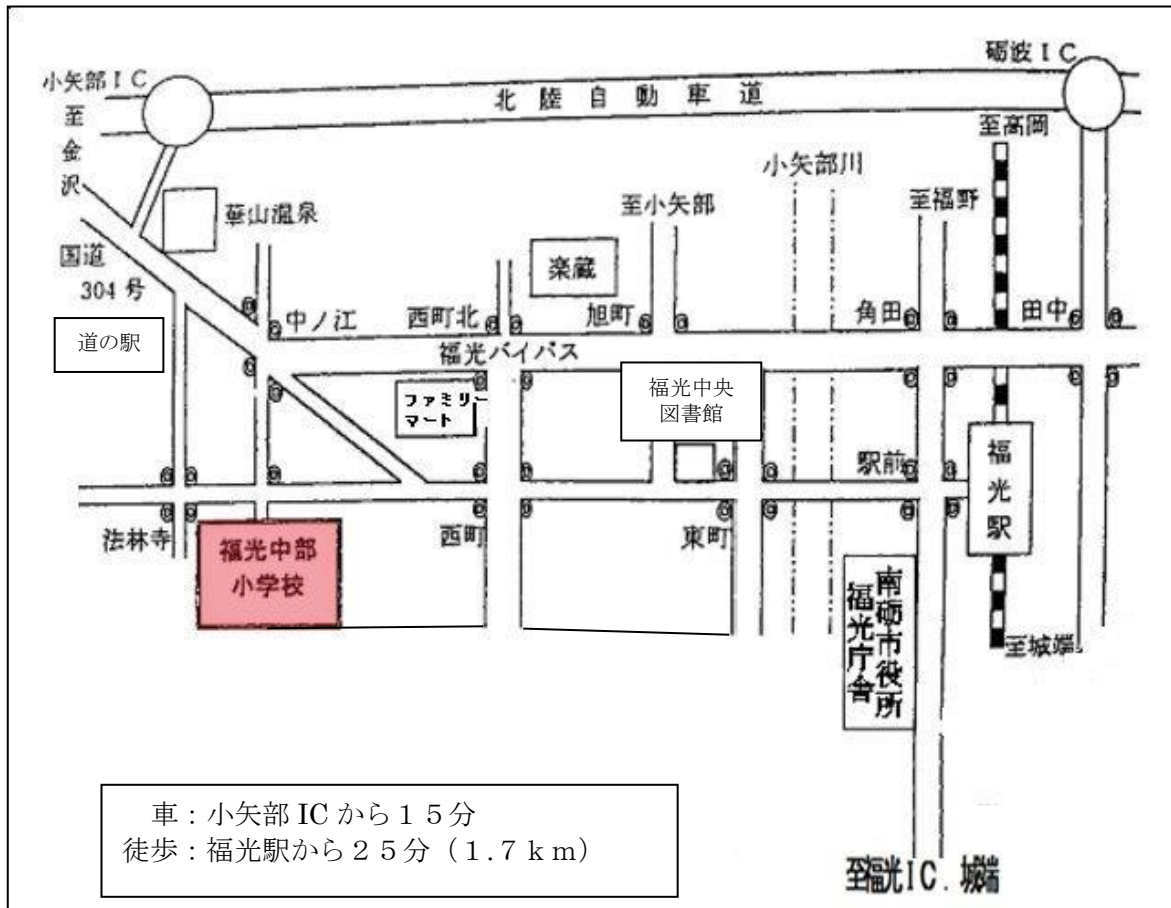 砺波ＩＣ
小矢部ＩＣ
北陸自動車道
至金沢
至高岡
小矢部川
至小矢部
至福野
華山温泉
国道
304号
楽蔵
道の駅
中ノ江
西町北
旭町
角田
田中
福光バイパス
ファミリー
マート
福光中央
図書館
駅前
福光駅
法林寺
福光中部
小学校
西町
東町
南砺市役所
福光庁舎
至城端
車：小矢部ICから１５分
徒歩：福光駅から２５分（1.7ｋｍ）
至福光ＩＣ．城端